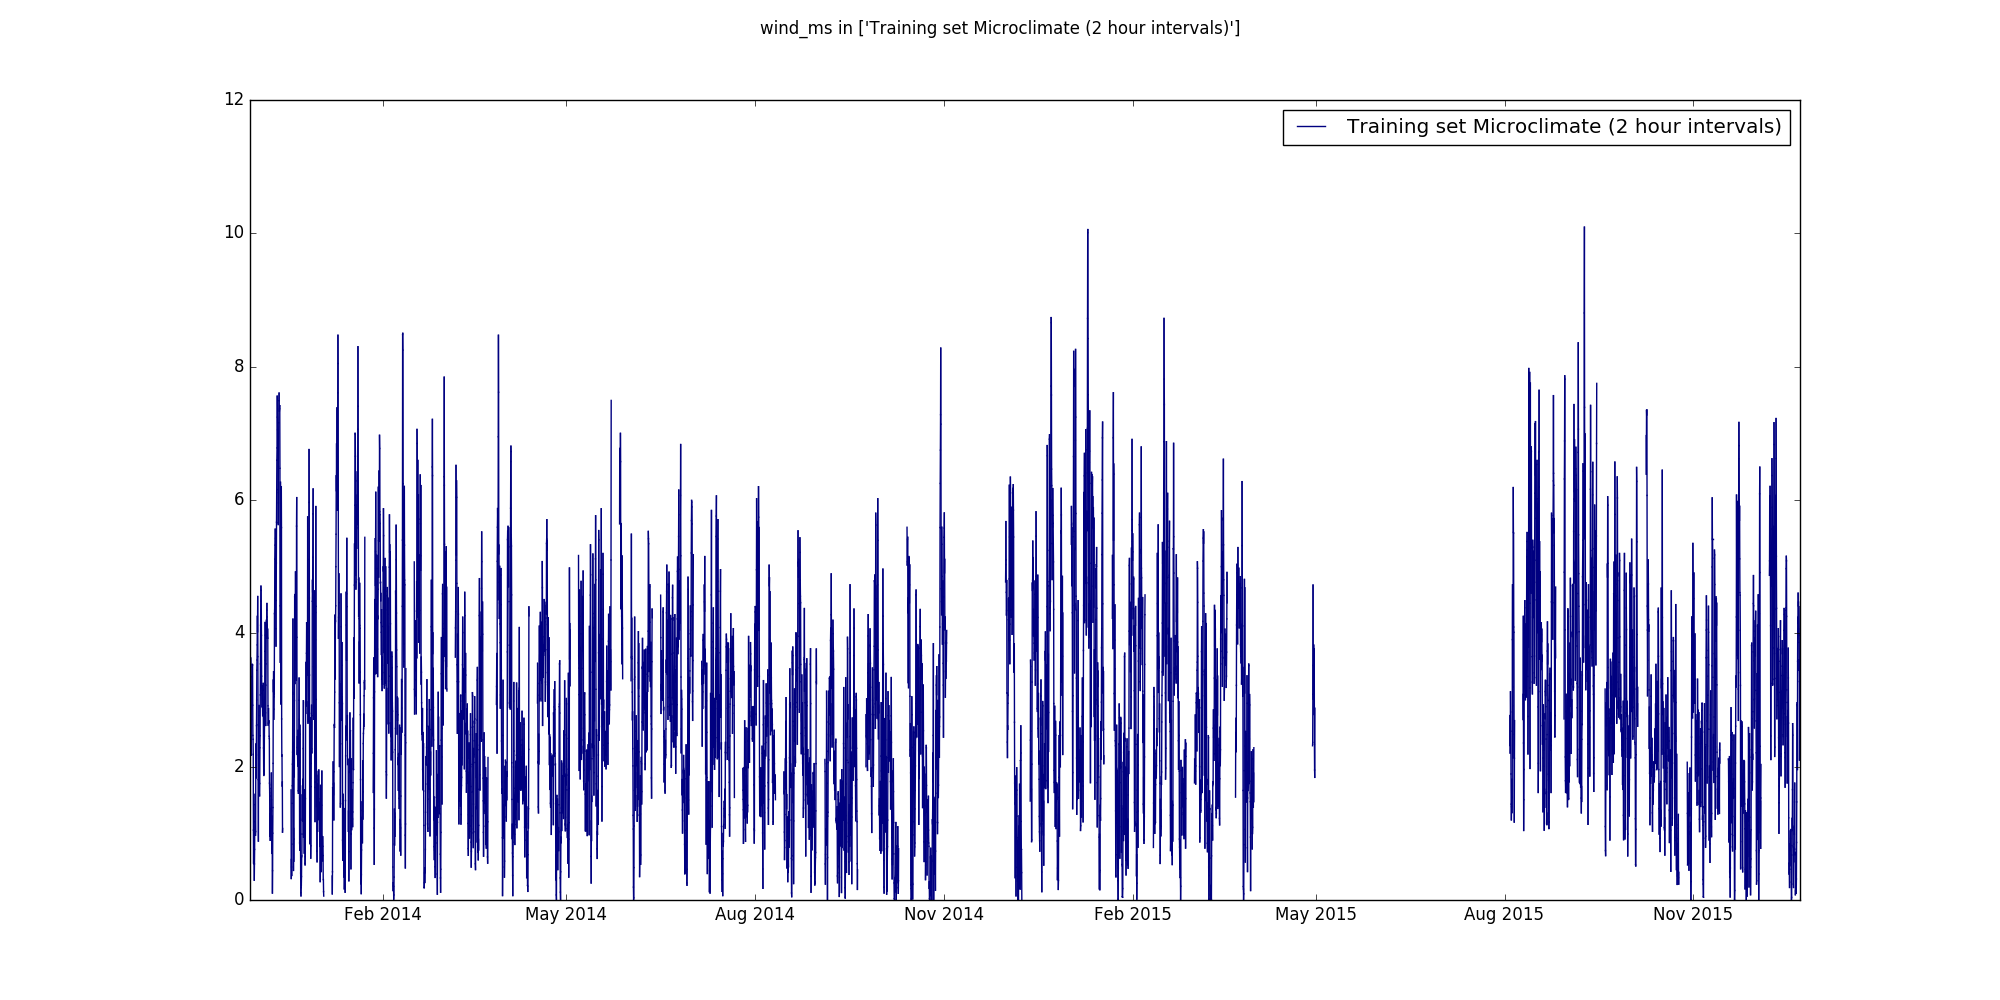 wind_ms in ['Training set Microclimate (2 hour intervals)']
12
Training set Microclimate (2 hour intervals)
10
8
6
4
2
0
Feb 2014 May 2014 Aug 2014 Nov 2014 Feb 2015 May 2015 Aug 2015 Nov 2015